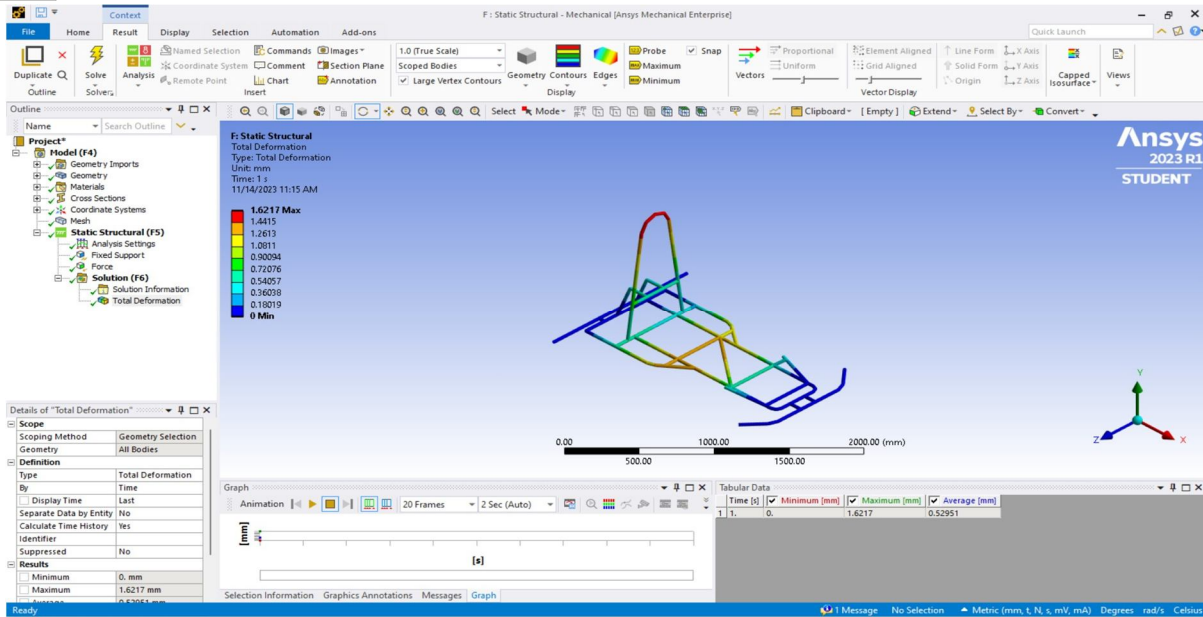 Context
F : Static Structural - Mechanical [Ansys Mechanical Enterprise]
File Home Result Display Selection Automation Add-ons
Quick Launch
Duplicate
Outline
Solve
Solver
Analysis
Named Selection
Coordinate System
Remote Point
Commands
Comment
Chart
Images
Section Plane
Annotation
Insert
1.0 (True Scale)
Scoped Bodies
Large Vertex Contours
Geometry Contours Edges
Display
Probe
Maximum
Minimum
Snap
Vectors
Proportional
Uniform
Element Aligned
Grid Aligned
Line Form
Solid Form
Origin
X Axis
Y Axis
Z Axis
Vector Display
Capped Isosurface
Views
Outline
Name Search Outline
Select Mode Clipboard [ Empty ] Extend Select By Convert
Project*
Model (F4)
Geometry Imports
Geometry
Materials
Cross Sections
Coordinate Systems
Mesh
Static Structural (F5)
Analysis Settings
Fixed Support
Force
Solution (F6)
Solution Information
Total Deformation
F: Static Structural
Total Deformation
Type: Total Deformation
Unit: mm
Time: 1 s
11/14/2023 11:15 AM
1.6217 Max
1.4415
1.2613
1.0811
0.90094
0.72076
0.54057
0.36038
0.18019
0 Min
Ansys
2023 R1
STUDENT
0.00 1000.00 2000.00 (mm)
500.00 1500.00
Y
Z X
Details of "Total Deformation"
Scope
Scoping Method Geometry Selection
Geometry All Bodies
Definition
Type Total Deformation
By Time
Display Time Last
Separate Data by Entity No
Calculate Time History Yes
Identifier
Suppressed No
Results
Minimum 0. mm
Maximum 1.6217 mm
Average 0.52951 mm
Graph
Animation 20 Frames 2 Sec (Auto)
[mm]
[s]
Selection Information Graphics Annotations Messages Graph
Tabular Data
Time [s] Minimum [mm] Maximum [mm] Average [mm]
1 1. 0. 1.6217 0.52951
Ready
1 Message No Selection Metric (mm, t, N, s, mV, mA) Degrees rad/s Celsius